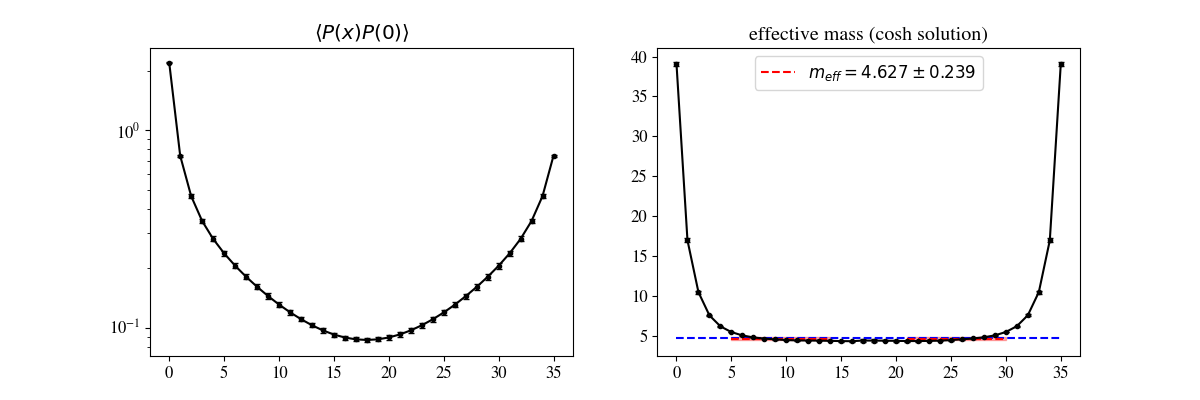 ⟨P(x)P(0)⟩
10⁰
10⁻¹
0 5 10 15 20 25 30 35
effective mass (cosh solution)
m_eff = 4.627 ± 0.239
40
35
30
25
20
15
10
5
0 5 10 15 20 25 30 35